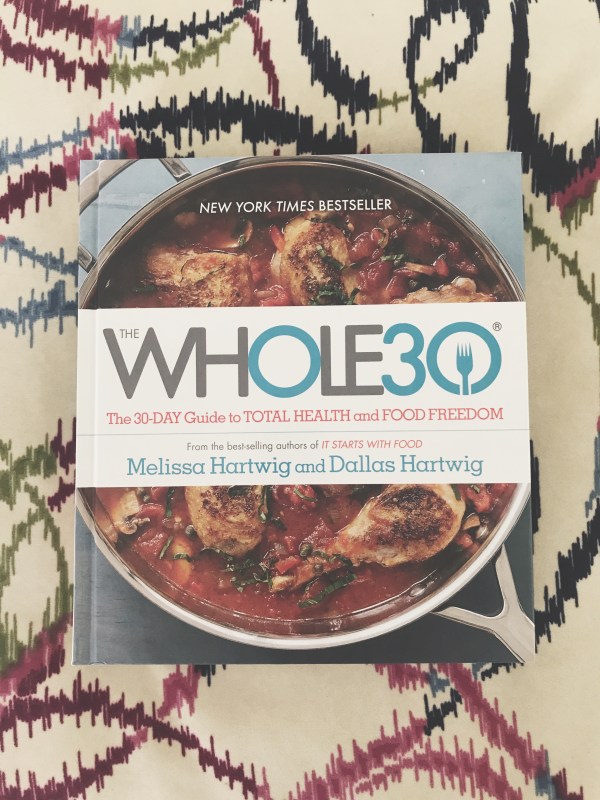 NEW YORK TIMES BESTSELLER
THE WHOLE30®
The 30-DAY Guide to TOTAL HEALTH and FOOD FREEDOM
From the best-selling authors of IT STARTS WITH FOOD
Melissa Hartwig and Dallas Hartwig